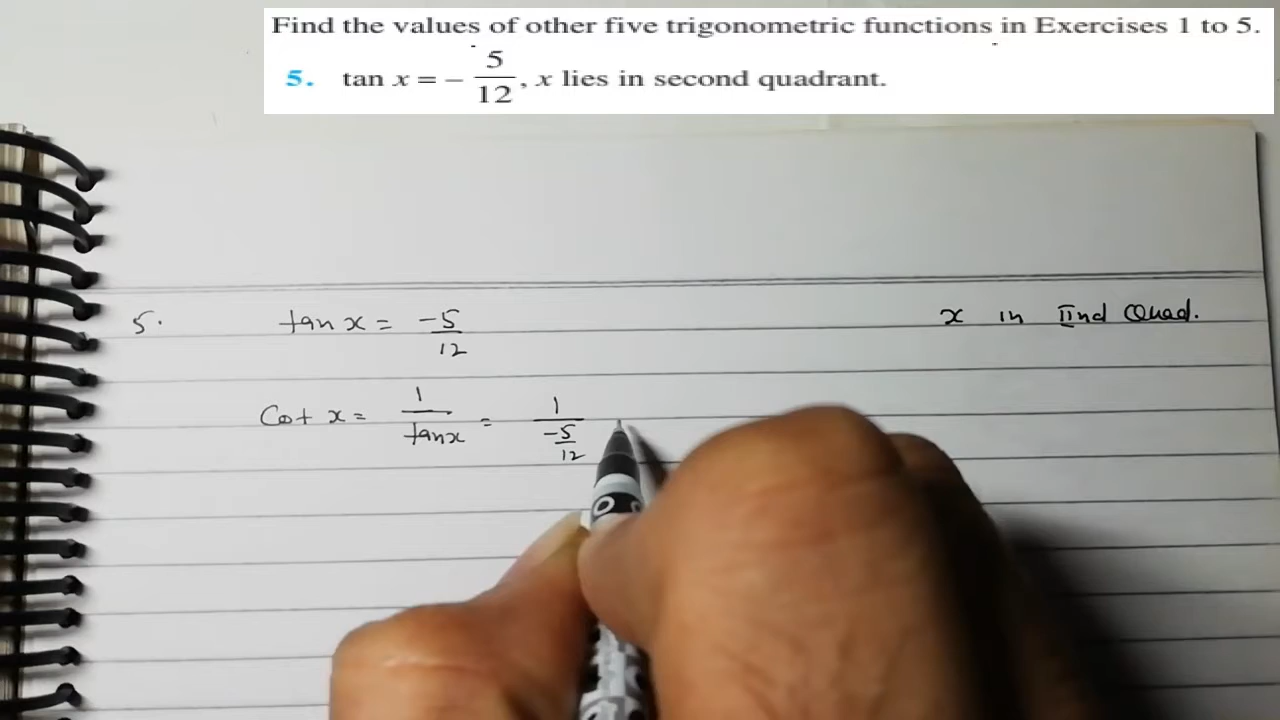 Find the values of other five trigonometric functions in Exercises 1 to 5.
5. tan x = − 5/12, x lies in second quadrant.
5. tan x = -5/12 x in IInd Quad.
Cot x = 1/tanx = 1/(-5/12)